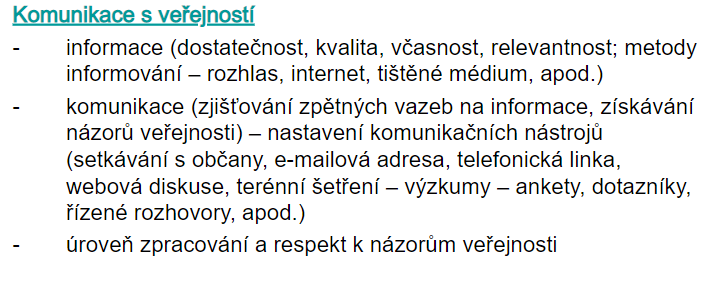 Komunikace s veřejností
- informace (dostatečnost, kvalita, včasnost, relevantnost; metody
informování – rozhlas, internet, tištěné médium, apod.)
- komunikace (zjišťování zpětných vazeb na informace, získávání
názorů veřejnosti) – nastavení komunikačních nástrojů
(setkávání s občany, e-mailová adresa, telefonická linka,
webová diskuse, terénní šetření – výzkumy – ankety, dotazníky,
řízené rozhovory, apod.)
- úroveň zpracování a respekt k názorům veřejnosti